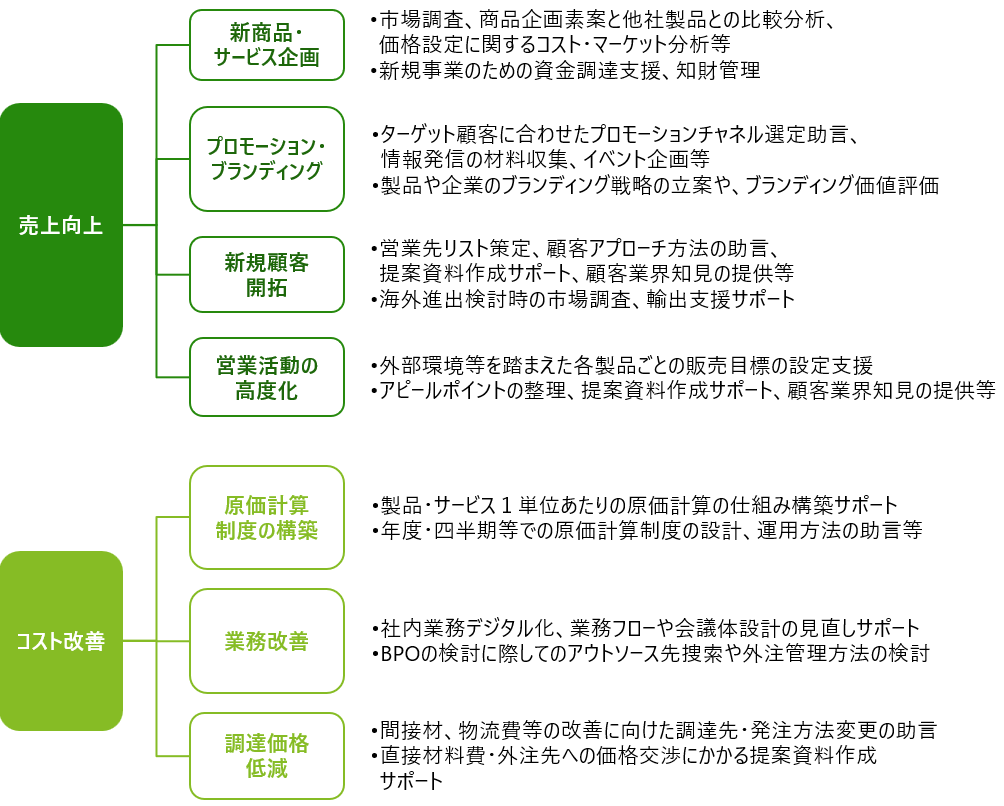 売上向上
新商品・
サービス企画
•市場調査、商品企画素案と他社製品との比較分析、
価格設定に関するコスト・マーケット分析等
•新規事業のための資金調達支援、知財管理
プロモーション・
ブランディング
•ターゲット顧客に合わせたプロモーションチャネル選定助言、
情報発信の材料収集、イベント企画等
•製品や企業のブランディング戦略の立案や、ブランディング価値評価
新規顧客
開拓
•営業先リスト策定、顧客アプローチ方法の助言、
提案資料作成サポート、顧客業界知見の提供等
•海外進出検討時の市場調査、輸出支援サポート
営業活動の
高度化
•外部環境等を踏まえた各製品ごとの販売目標の設定支援
•アピールポイントの整理、提案資料作成サポート、顧客業界知見の提供等
コスト改善
原価計算
制度の構築
•製品・サービス１単位あたりの原価計算の仕組み構築サポート
•年度・四半期等での原価計算制度の設計、運用方法の助言等
業務改善
•社内業務デジタル化、業務フローや会議体設計の見直しサポート
•BPOの検討に際してのアウトソース先捜索や外注管理方法の検討
調達価格
低減
•間接材、物流費等の改善に向けた調達先・発注方法変更の助言
•直接材料費・外注先への価格交渉にかかる提案資料作成
サポート